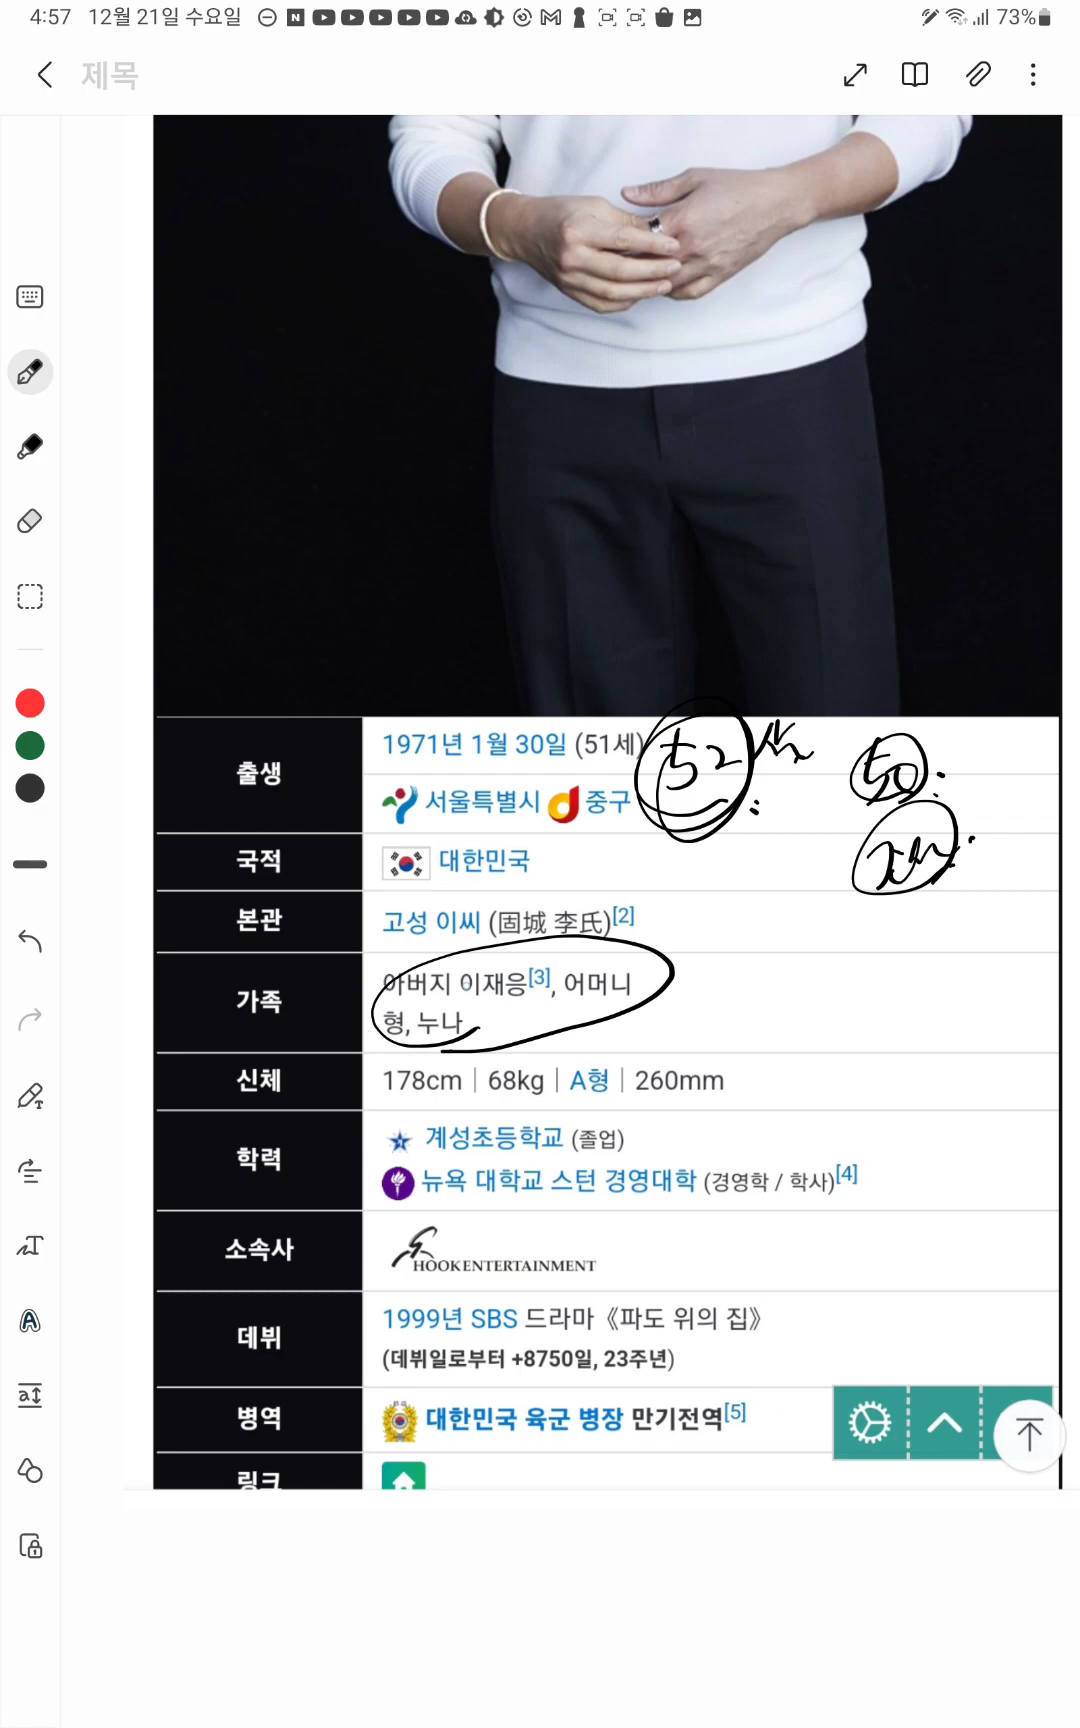 4:57 12월 21일 수요일 73%
제목
출생
1971년 1월 30일 (51세)
52
50
서울특별시 중구
국적
대한민국
본관
고성 이씨 (固城 李氏)[2]
가족
아버지 이재응[3], 어머니
형, 누나
신체
178cm | 68kg | A형 | 260mm
학력
계성초등학교 (졸업)
뉴욕 대학교 스턴 경영대학 (경영학 / 학사)[4]
소속사
HOOK ENTERTAINMENT
데뷔
1999년 SBS 드라마《파도 위의 집》
(데뷔일로부터 +8750일, 23주년)
병역
대한민국 육군 병장 만기전역[5]
링크